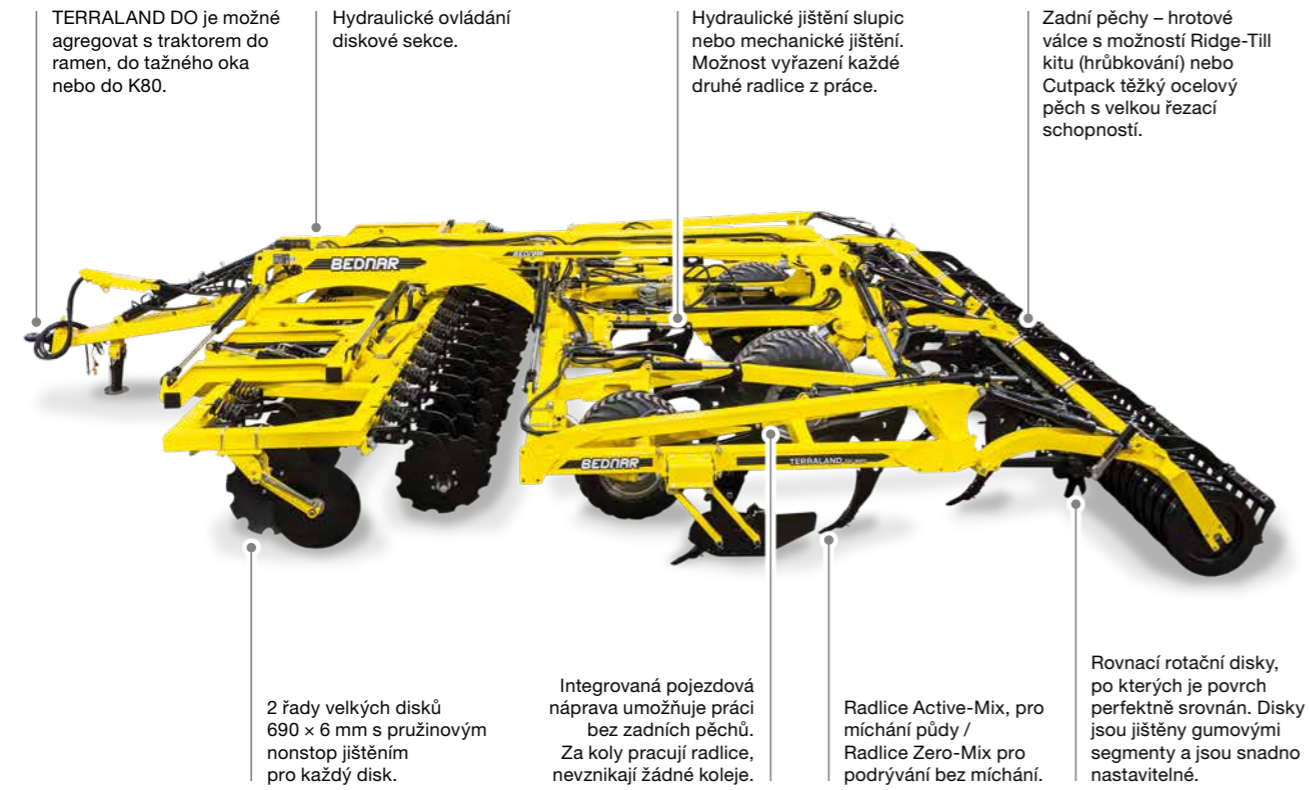 TERRALAND DO je možné
agregovat s traktorem do
ramen, do tažného oka
nebo do K80.
Hydraulické ovládání
diskové sekce.
Hydraulické jištění slupic
nebo mechanické jištění.
Možnost vyřazení každé
druhé radlice z práce.
Zadní pěchy – hrotové
válce s možností Ridge-Till
kitu (hrůbkování) nebo
Cutpack těžký ocelový
pěch s velkou řezací
schopností.
BEDNAR
BEDNAR
BEDNAR
TERRALAND
2 řady velkých disků
690 × 6 mm s pružinovým
nonstop jištěním
pro každý disk.
Integrovaná pojezdová
náprava umožňuje práci
bez zadních pěchů.
Za koly pracují radlice,
nevznikají žádné koleje.
Radlice Active-Mix, pro
míchání půdy /
Radlice Zero-Mix pro
podrývání bez míchání.
Rovnací rotační disky,
po kterých je povrch
perfektně srovnán. Disky
jsou jištěny gumovými
segmenty a jsou snadno
nastavitelné.